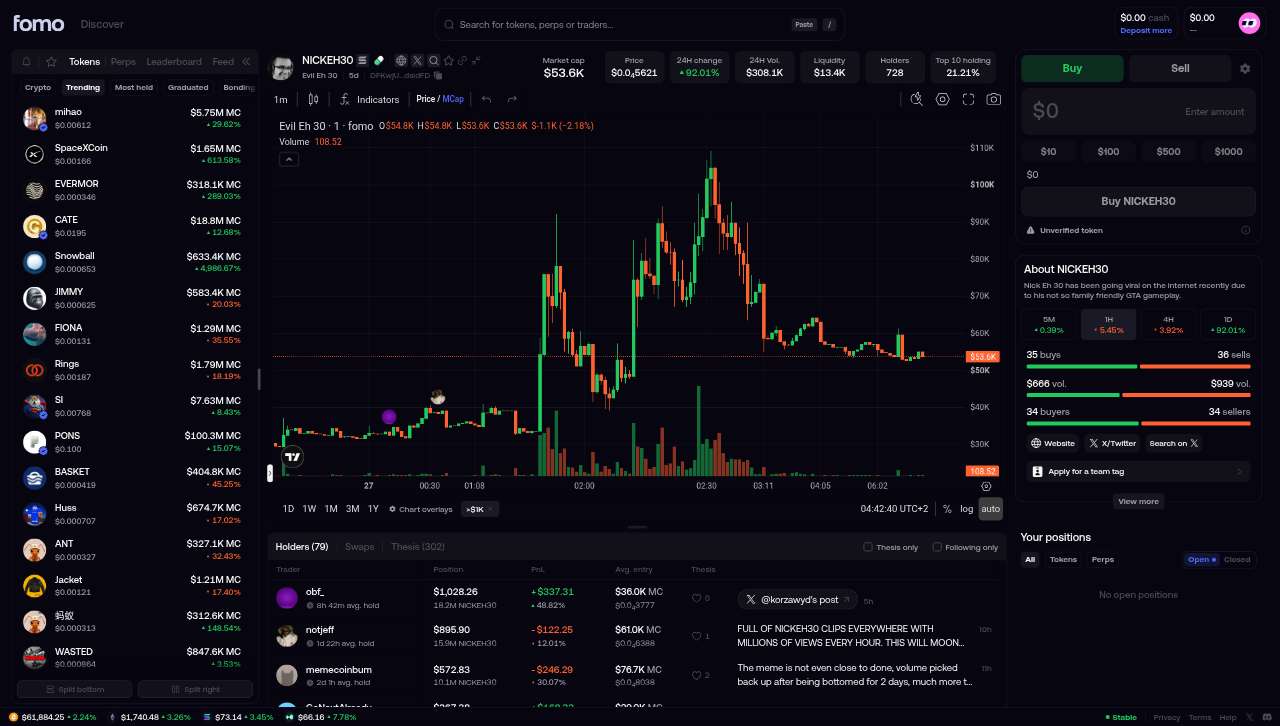 fomo
Discover
Search for tokens, perps or traders...
Paste /
$0.00 cash
Deposit more
$0.00
—
Tokens Perps Leaderboard Feed
Crypto Trending Most held Graduated Bonding
mihao $5.75M MC
$0.00612 29.62%
SpaceXCoin $1.65M MC
$0.00166 613.58%
EVERMOR $318.1K MC
$0.000346 289.03%
CATE $18.8M MC
$0.0195 12.68%
Snowball $633.4K MC
$0.000653 4,986.67%
JIMMY $583.4K MC
$0.000625 20.03%
FIONA $1.29M MC
$0.00131 35.55%
Rings $1.79M MC
$0.00187 18.19%
SI $7.63M MC
$0.00768 8.43%
PONS $100.3M MC
$0.100 15.07%
BASKET $404.8K MC
$0.000419 45.25%
Huss $674.7K MC
$0.000707 17.02%
ANT $327.1K MC
$0.000327 32.43%
Jacket $1.21M MC
$0.00121 17.40%
蚂蚁 $312.6K MC
$0.000313 148.54%
WASTED $847.6K MC
$0.000864 3.53%
Split bottom Split right
NICKEH30
Evil Eh 30 5d
Market cap
$53.6K
Price
$0.0₄5621
24H change
92.01%
24H Vol.
$308.1K
Liquidity
$13.4K
Holders
728
Top 10 holding
21.21%
1m Indicators Price / MCap
Evil Eh 30 · 1 · fomo O$54.8K H$54.8K L$53.6K C$53.6K $-1.1K (−2.18%)
Volume 108.52
$110K
$100K
$90K
$80K
$70K
$60K
$53.6K
$50K
$40K
$30K
108.52
27 00:30 01:08 02:00 02:30 03:11 04:05 06:02
1D 1W 1M 3M 1Y Chart overlays >$1K
04:42:40 UTC+2 % log auto
Holders (79) Swaps Thesis (302)
Thesis only Following only
Trader Position PnL Avg. entry Thesis
obf_ $1,028.26 +$337.31 $36.0K MC 0
8h 42m avg. hold 18.2M NICKEH30 48.82% $0.0₄3777
@korzawyd's post 5h
notjeff $895.90 -$122.25 $61.0K MC 1
1d 22h avg. hold 15.9M NICKEH30 12.01% $0.0₄6388
FULL OF NICKEH30 CLIPS EVERYWHERE WITH 10h
MILLIONS OF VIEWS EVERY HOUR. THIS WILL MOON...
memecoinbum $572.83 -$246.29 $76.7K MC 2
2d 1h avg. hold 10.1M NICKEH30 30.07% $0.0₄8038
The meme is not even close to done, volume picked 11h
back up after being bottomed for 2 days, much more t...
Buy Sell
$0 Enter amount
$10 $100 $500 $1000
$0
Buy NICKEH30
Unverified token
About NICKEH30
Nick Eh 30 has been going viral on the internet recently due
to his not so family friendly GTA gameplay.
5M 1H 4H 1D
0.39% 5.45% 3.92% 92.01%
35 buys 36 sells
$666 vol. $939 vol.
34 buyers 34 sellers
Website X/Twitter Search on X
Apply for a team tag
View more
Your positions
All Tokens Perps
Open Closed
No open positions
$61,884.25 2.24%
$1,740.48 3.26%
$73.14 3.45%
$66.16 7.78%
Stable Privacy Terms Help